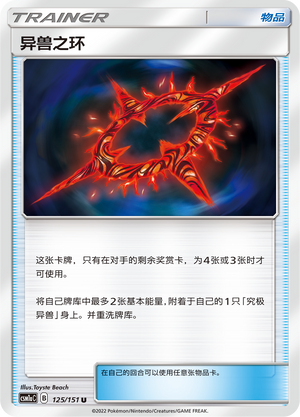 TRAINER
物品
异兽之环
这张卡牌，只有在对手的剩余奖赏卡，为4张或3张时才
可使用。
将自己牌库中最多2张基本能量，附着于自己的1只「究极
异兽」身上。并重洗牌库。
在自己的回合可以使用任意张物品卡。
Illus.Toyste Beach
B
125/151 U
©2022 Pokémon/Nintendo/Creatures/GAME FREAK.